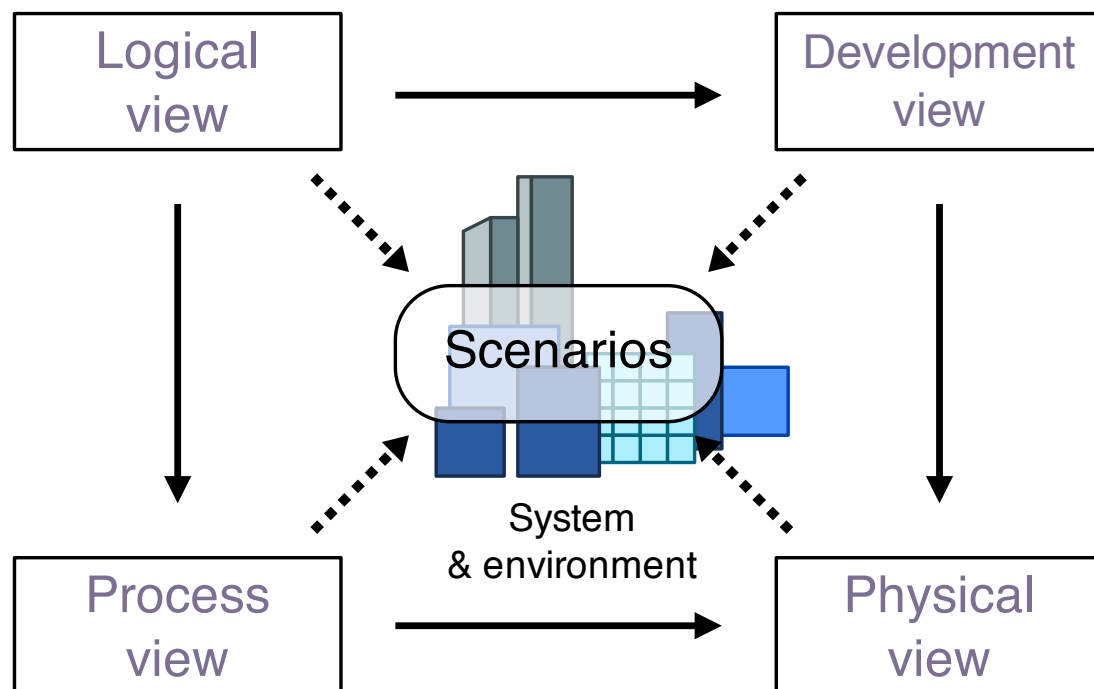 Logical
view
Development
view
Scenarios
System
& environment
Process
view
Physical
view